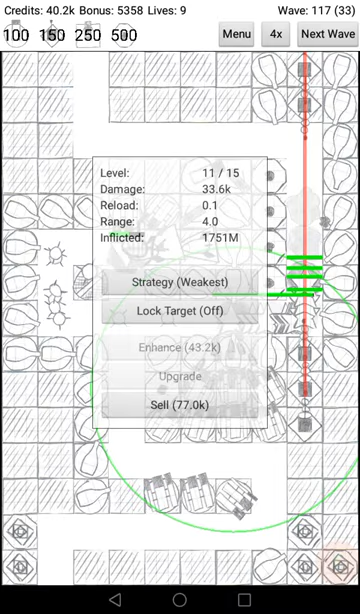 Credits: 40.2k Bonus: 5358 Lives: 9
Wave: 117 (33)
100 150 250 500
Menu
4x
Next Wave
Level: 11 / 15
Damage: 33.6k
Reload: 0.1
Range: 4.0
Inflicted: 1751M
Strategy (Weakest)
Lock Target (Off)
Enhance (43.2k)
Upgrade
Sell (77.0k)